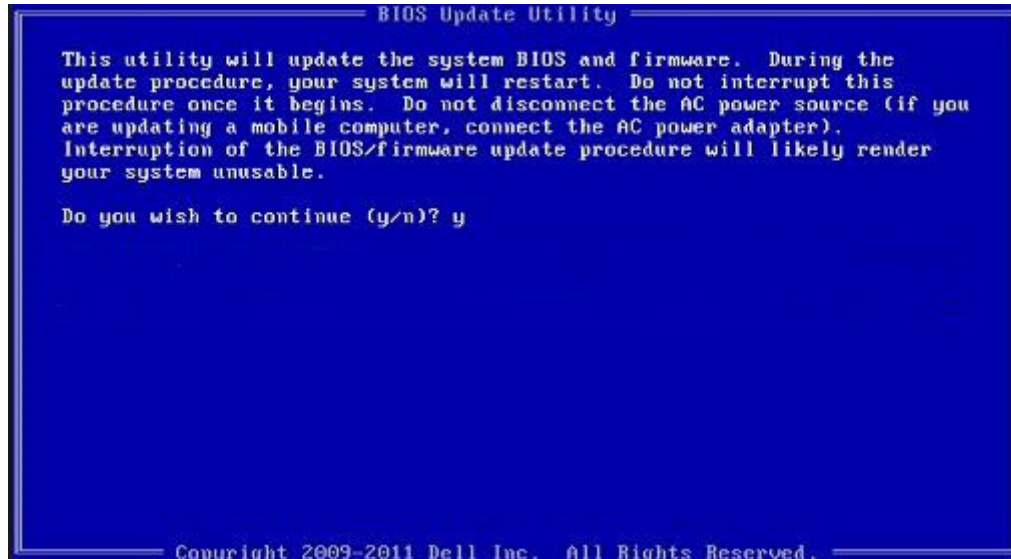 BIOS Update Utility
This utility will update the system BIOS and firmware.  During the
update procedure, your system will restart.  Do not interrupt this
procedure once it begins.  Do not disconnect the AC power source (if you
are updating a mobile computer, connect the AC power adapter).
Interruption of the BIOS/firmware update procedure will likely render
your system unusable.
Do you wish to continue (y/n)? y
Copyright 2009-2011 Dell Inc.  All Rights Reserved.